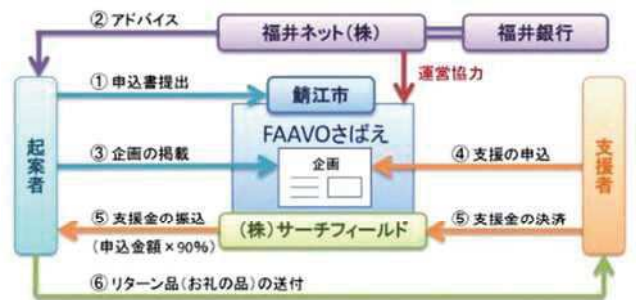 ②アドバイス
福井ネット(株)
福井銀行
①申込書提出
鯖江市
運営協力
FAAVOさばえ
起案者
③企画の掲載
企画
④支援の申込
支援者
⑤支援金の振込
(申込金額×90%)
(株)サーチフィールド
⑤支援金の決済
⑥リターン品(お礼の品)の送付